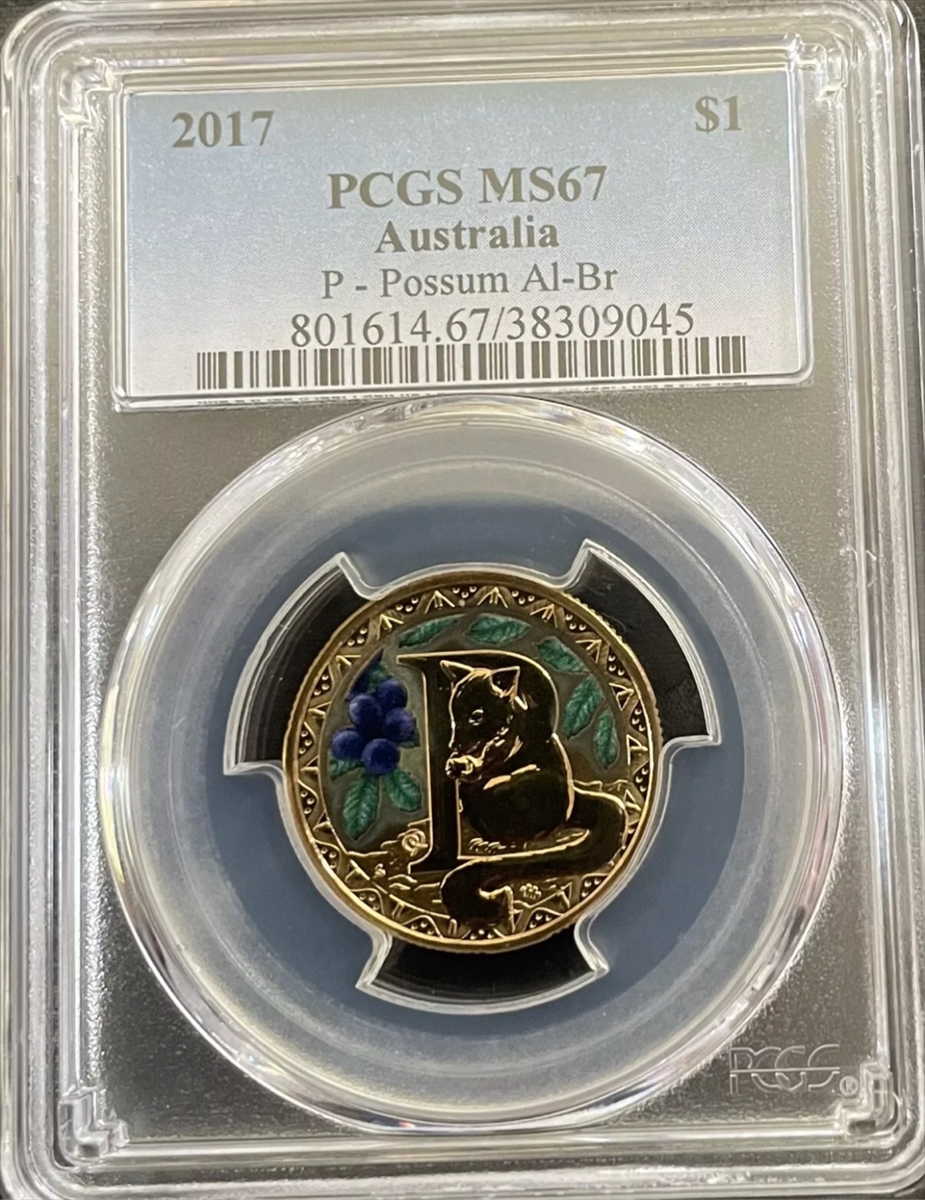 2017 $1
PCGS MS67
Australia
P - Possum Al-Br
801614.67/38309045
P
PCGS